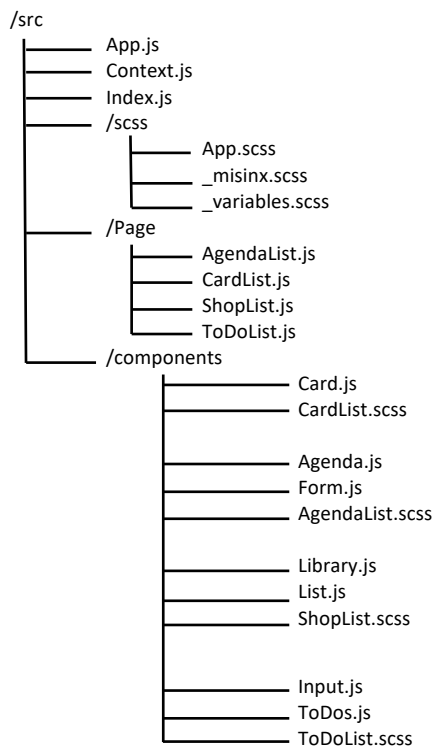 /src
App.js
Context.js
Index.js
/scss
App.scss
_misinx.scss
_variables.scss
/Page
AgendaList.js
CardList.js
ShopList.js
ToDoList.js
/components
Card.js
CardList.scss
Agenda.js
Form.js
AgendaList.scss
Library.js
List.js
ShopList.scss
Input.js
ToDos.js
ToDoList.scss